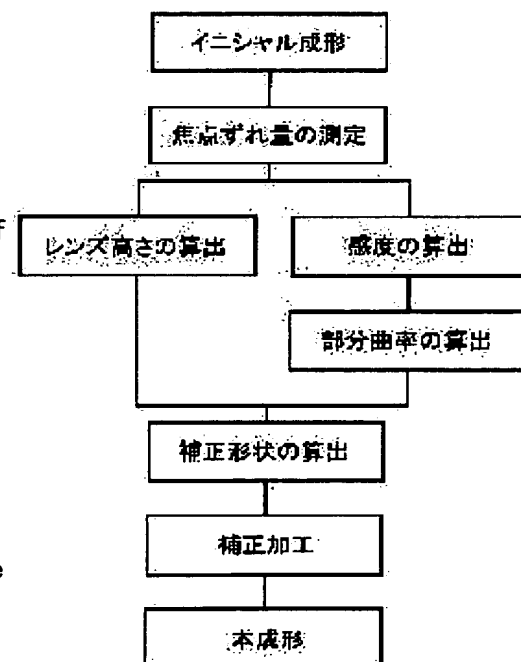 イニシャル成形
焦点ずれ量の測定
f
レンズ高さの算出
感度の算出
部分曲率の算出
補正形状の算出
補正加工
e
本成形